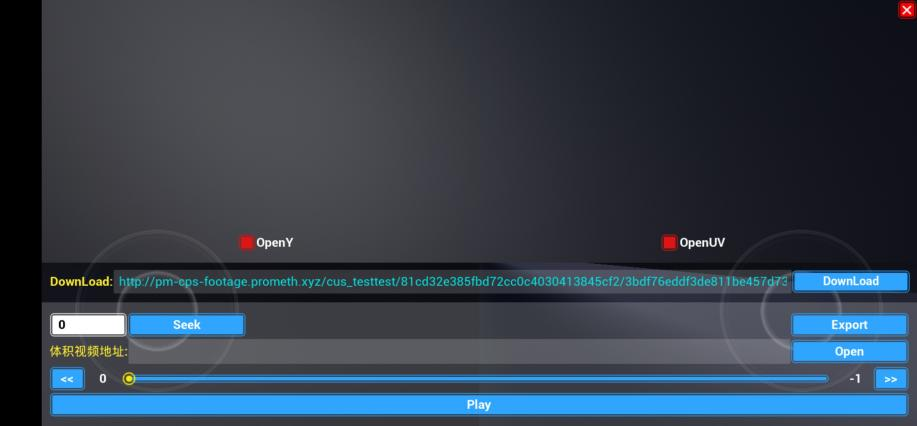 OpenY OpenUV
DownLoad: http://pm-cps-footage.prometh.xyz/cus_testtest/81cd32e385fbd72cc0c4030413845cf2/3bdf76eddf3de811be457d73 DownLoad
0 Seek Export
体积视频地址: Open
<< 0 -1 >>
Play